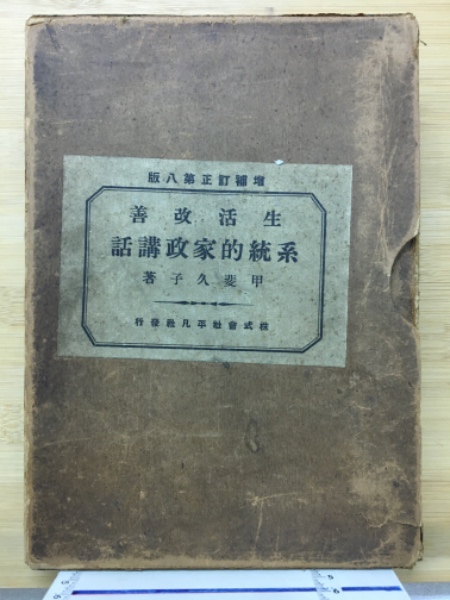 增補訂正第八版
生活改善
系統的家政講話
甲斐久子著
株式會社平凡社發行